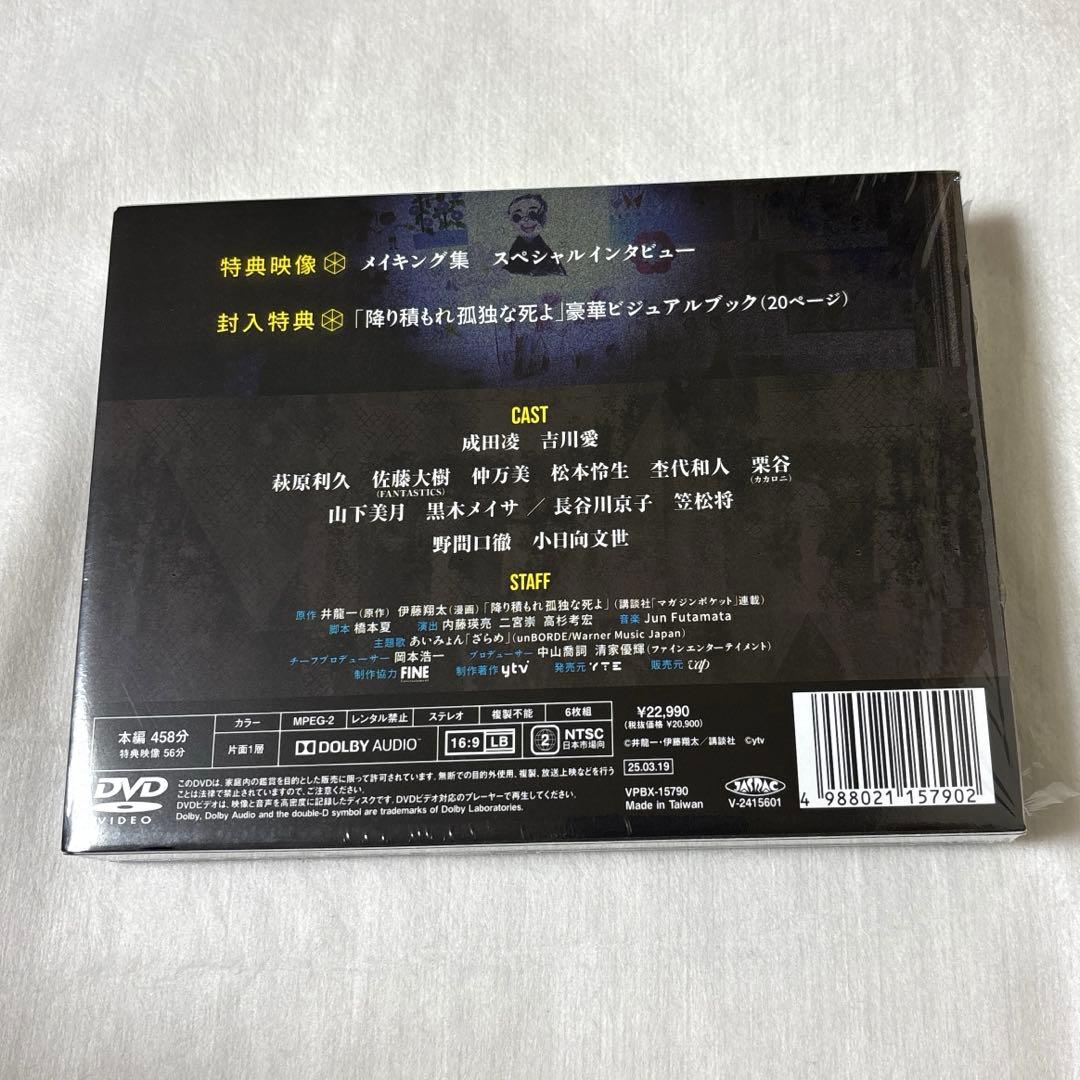 特典映像 メイキング集 スペシャルインタビュー
封入特典 「降り積もれ孤独な死よ」豪華ビジュアルブック(20ページ)
CAST
成田凌 吉川愛
萩原利久 佐藤大樹 仲万美 松本怜生 杢代和人 栗谷
(FANTASTICS) (カカロニ)
山下美月 黒木メイサ／長谷川京子 笠松将
野間口徹 小日向文世
STAFF
原作 井龍一(原作) 伊藤翔太(漫画)「降り積もれ孤独な死よ」(講談社「マガジンポケット」連載)
脚本 橋本夏 演出 内藤瑛亮 二宮崇 高杉考宏 音楽 Jun Futamata
主題歌 あいみょん「ざらめ」(unBORDE/Warner Music Japan)
チーフプロデューサー 岡本浩一 プロデューサー 中山喬詞 清家優輝(ファインエンターテイメント)
制作協力 FINE 制作著作 ytv 発売元 YTE 販売元 vap
本編 458分
特典映像 56分
カラー MPEG-2 レンタル禁止 ステレオ 複製不能 6枚組
片面1層 DOLBY AUDIO 16:9 LB 2 NTSC
日本市場向
¥22,990
(税抜価格 ¥20,900)
©井龍一・伊藤翔太／講談社 ©ytv
25.03.19
VPBX-15790
Made in Taiwan
JASRAC
V-2415601
4 988021 157902
DVD
VIDEO
このDVDは、家庭内の鑑賞を目的とした販売に限って許可されています。無断での目的外使用、複製、放送上映などを行う
ことは法律で禁止されていますので、ご注意ください。
DVDビデオは、映像と音声を高密度に記録したディスクです。DVDビデオ対応のプレーヤーで再生してください。
Dolby, Dolby Audio and the double-D symbol are trademarks of Dolby Laboratories.